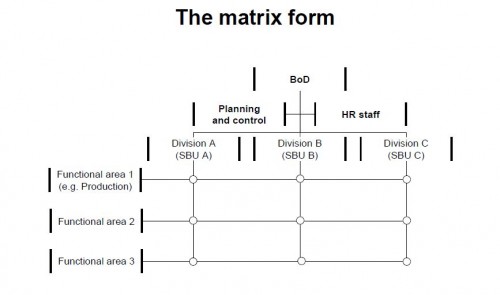 The matrix form
BoD
Planning
and control
HR staff
Division A
(SBU A)
Division B
(SBU B)
Division C
(SBU C)
Functional area 1
(e.g. Production)
Functional area 2
Functional area 3